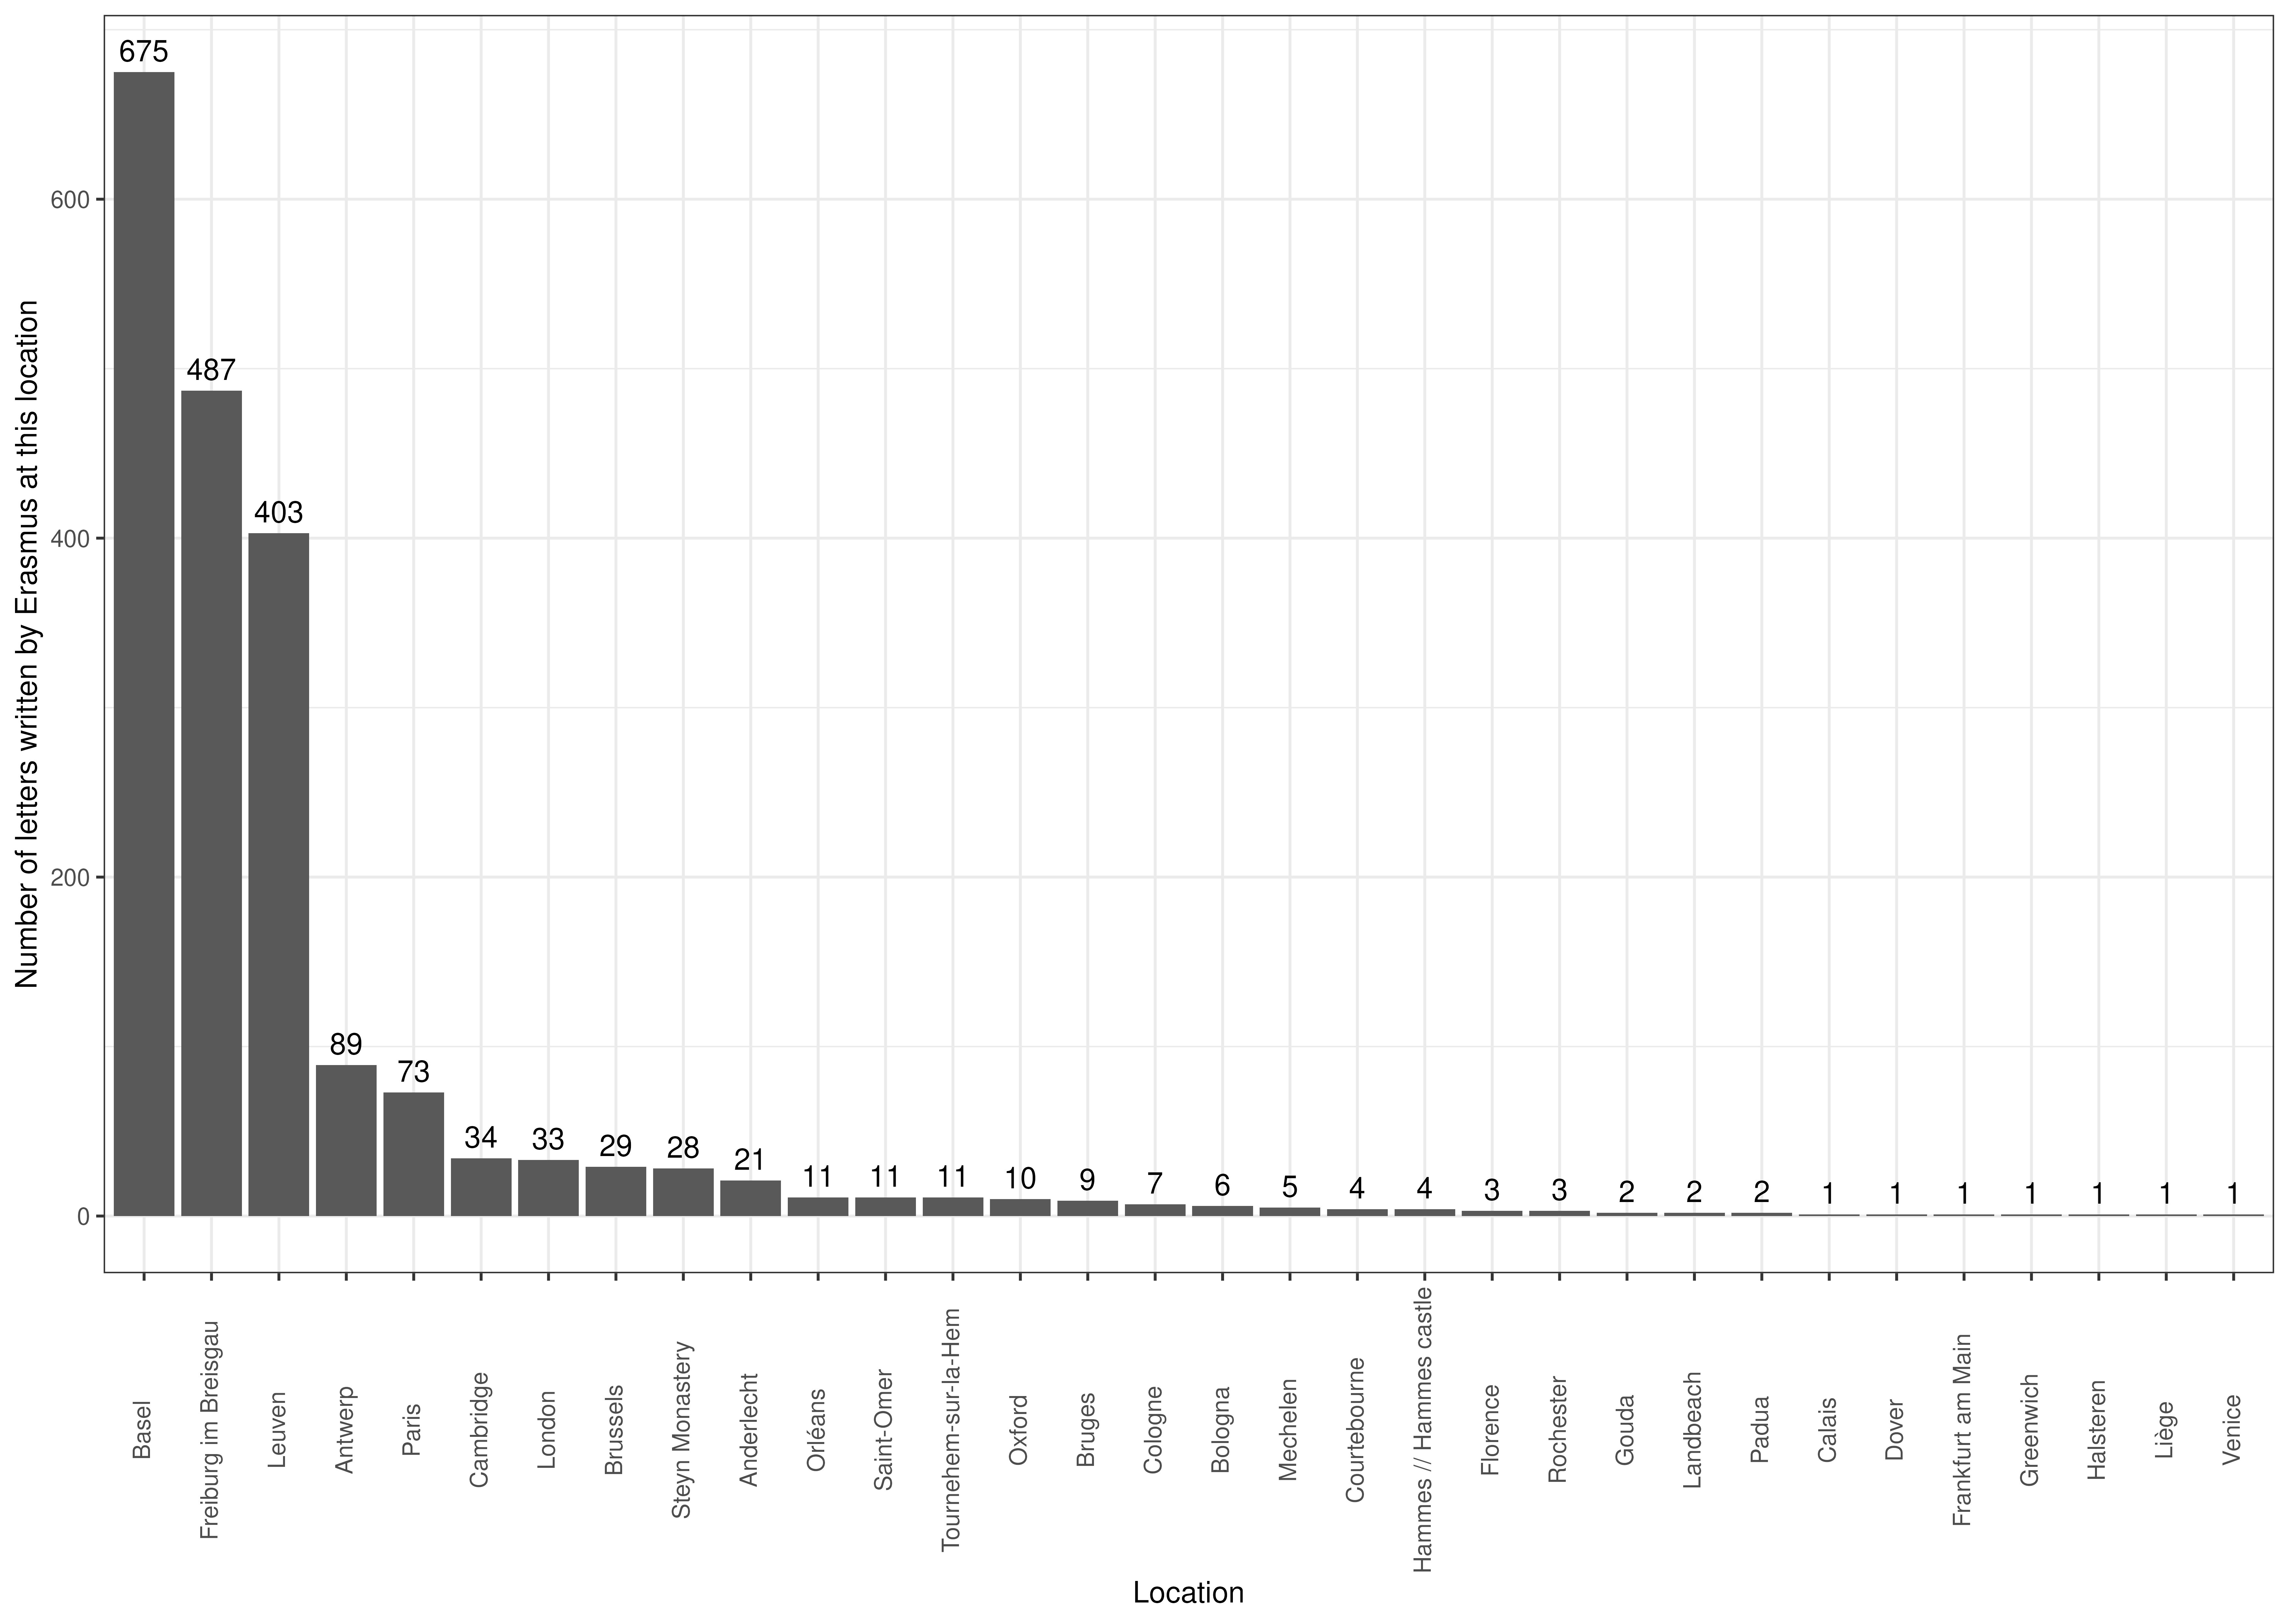 Number of letters written by Erasmus at this location
600
400
200
0
675
487
403
89
73
34
33
29
28
21
11
11
11
10
9
7
6
5
4
4
3
3
2
2
2
1
1
1
1
1
1
1
Basel
Freiburg im Breisgau
Leuven
Antwerp
Paris
Cambridge
London
Brussels
Steyn Monastery
Anderlecht
Orléans
Saint-Omer
Tournehem-sur-la-Hem
Oxford
Bruges
Cologne
Bologna
Mechelen
Courtebourne
Hammes // Hammes castle
Florence
Rochester
Gouda
Landbeach
Padua
Calais
Dover
Frankfurt am Main
Greenwich
Halsteren
Liège
Venice
Location